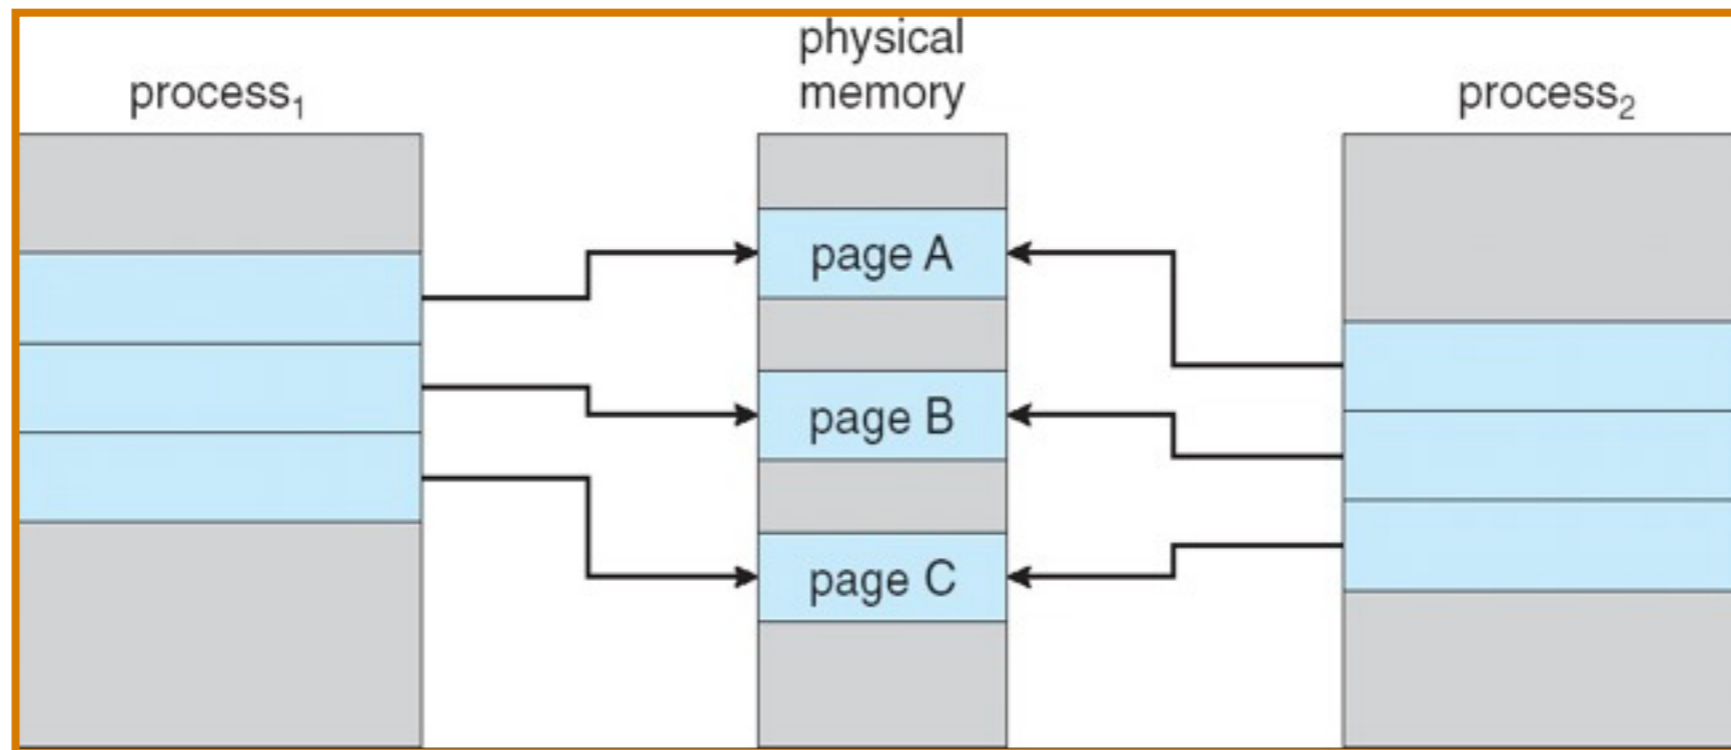 physical
memory
process₁
process₂
page A
page B
page C